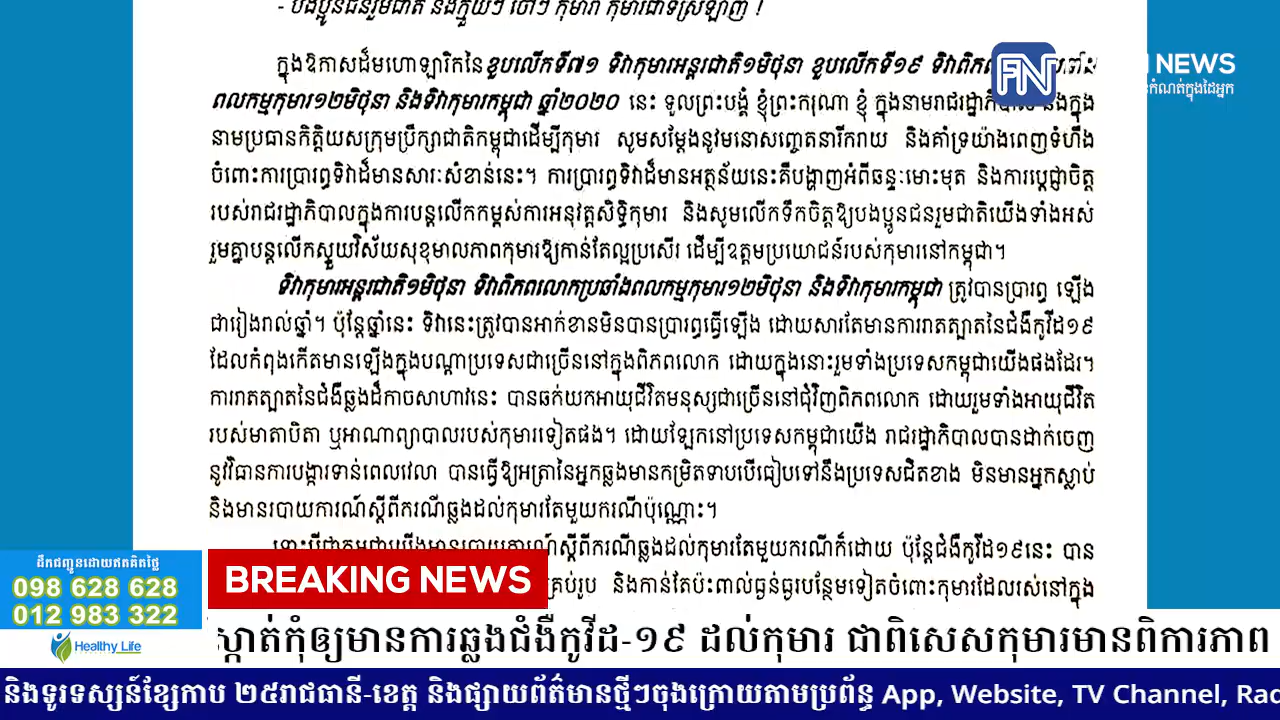 - បងប្អូនជនរួមជាតិ និងក្មួយៗ ចៅៗ កុមារា កុមារីជាទីស្រឡាញ់ !
ក្នុងឱកាសដ៏មហោឡារិកនៃខួបលើកទី៧១ ទិវាកុមារអន្តរជាតិ១មិថុនា ខួបលើកទី១៩ ទិវាពិភព
ពលកម្មកុមារ១២មិថុនា និងទិវាកុមារកម្ពុជា ឆ្នាំ២០២០ នេះ ទូលព្រះបង្គំ ខ្ញុំព្រះករុណា ខ្ញុំ ក្នុងនាមរាជរដ្ឋាភិបាល និងក្នុង
នាមប្រធានកិត្តិយសក្រុមប្រឹក្សាជាតិកម្ពុជាដើម្បីកុមារ សូមសម្តែងនូវមនោសញ្ចេតនារីករាយ និងគាំទ្រយ៉ាងពេញទំហឹង
ចំពោះការប្រារព្ធទិវាដ៏មានសារៈសំខាន់នេះ។ ការប្រារព្ធទិវាដ៏មានអត្ថន័យនេះគឺបង្ហាញអំពីឆន្ទៈមោះមុត និងការប្តេជ្ញាចិត្ត
របស់រាជរដ្ឋាភិបាលក្នុងការបន្តលើកកម្ពស់ការអនុវត្តសិទ្ធិកុមារ និងសូមលើកទឹកចិត្តឱ្យបងប្អូនជនរួមជាតិយើងទាំងអស់
រួមគ្នាបន្តលើកស្ទួយវិស័យសុខុមាលភាពកុមារឱ្យកាន់តែល្អប្រសើរ ដើម្បីឧត្តមប្រយោជន៍របស់កុមារនៅកម្ពុជា។
ទិវាកុមារអន្តរជាតិ១មិថុនា ទិវាពិភពលោកប្រឆាំងពលកម្មកុមារ១២មិថុនា និងទិវាកុមារកម្ពុជា ត្រូវបានប្រារព្ធ ឡើង
ជារៀងរាល់ឆ្នាំ។ ប៉ុន្តែឆ្នាំនេះ ទិវានេះត្រូវបានអាក់ខានមិនបានប្រារព្ធធ្វើឡើង ដោយសារតែមានការរាតត្បាតនៃជំងឺកូវីដ១៩
ដែលកំពុងកើតមានឡើងក្នុងបណ្តាប្រទេសជាច្រើននៅក្នុងពិភពលោក ដោយក្នុងនោះរួមទាំងប្រទេសកម្ពុជាយើងផងដែរ។
ការរាតត្បាតនៃជំងឺឆ្លងដ៏កាចសាហាវនេះ បានឆក់យកអាយុជីវិតមនុស្សជាច្រើននៅជុំវិញពិភពលោក ដោយរួមទាំងអាយុជីវិត
របស់មាតាបិតា ឬអាណាព្យាបាលរបស់កុមារទៀតផង។ ដោយឡែកនៅប្រទេសកម្ពុជាយើង រាជរដ្ឋាភិបាលបានដាក់ចេញ
នូវវិធានការបង្ការទាន់ពេលវេលា បានធ្វើឱ្យអត្រានៃអ្នកឆ្លងមានកម្រិតទាបបើធៀបទៅនឹងប្រទេសជិតខាង មិនមានអ្នកស្លាប់
និងមានរបាយការណ៍ស្តីពីករណីឆ្លងដល់កុមារតែមួយករណីប៉ុណ្ណោះ។
ទោះបីជាកម្ពុជាយើងមានរបាយការណ៍ស្តីពីករណីឆ្លងដល់កុមារតែមួយករណីក៏ដោយ ប៉ុន្តែជំងឺកូវីដ១៩នេះ បាន
គ្រប់រូប និងកាន់តែប៉ះពាល់ធ្ងន់ធ្ងរបន្ថែមទៀតចំពោះកុមារដែលរស់នៅក្នុង
FN
NEWS
កំណត់ក្នុងដៃអ្នក
ដឹកជញ្ជូនដោយឥតគិតថ្លៃ
098 628 628
012 983 322
Healthy Life
BREAKING NEWS
ស្កាត់កុំឲ្យមានការឆ្លងជំងឺកូវីដ-១៩ ដល់កុមារ ជាពិសេសកុមារមានពិការភាព
និងទូរទស្សន៍ខ្សែកាប ២៥រាជធានី-ខេត្ត និងផ្សាយព័ត៌មានថ្មីៗចុងក្រោយតាមប្រព័ន្ធ App, Website, TV Channel, Rad